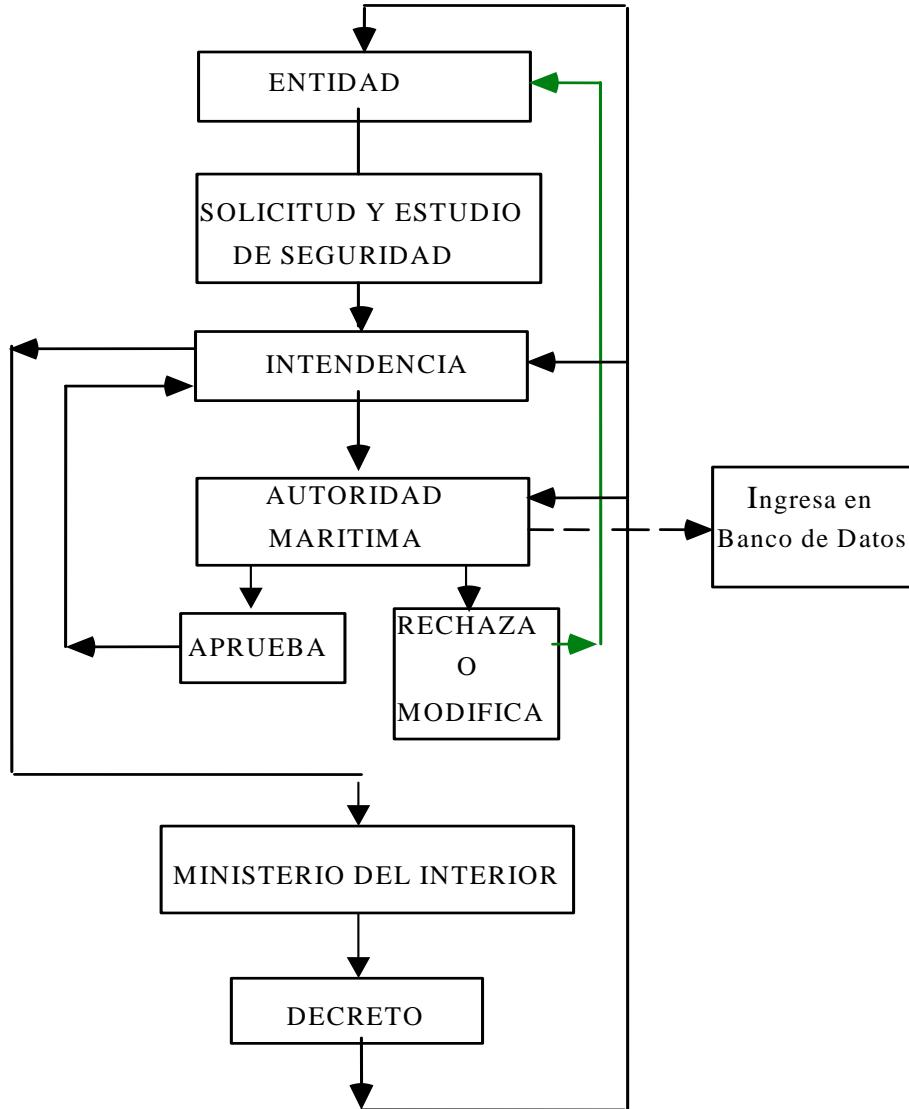 ENTIDAD
SOLICITUD Y ESTUDIO
DE SEGURIDAD
INTENDENCIA
AUTORIDAD
MARITIMA
Ingresa en
Banco de Datos
APRUEBA
RECHAZA
O
MODIFICA
MINISTERIO DEL INTERIOR
DECRETO